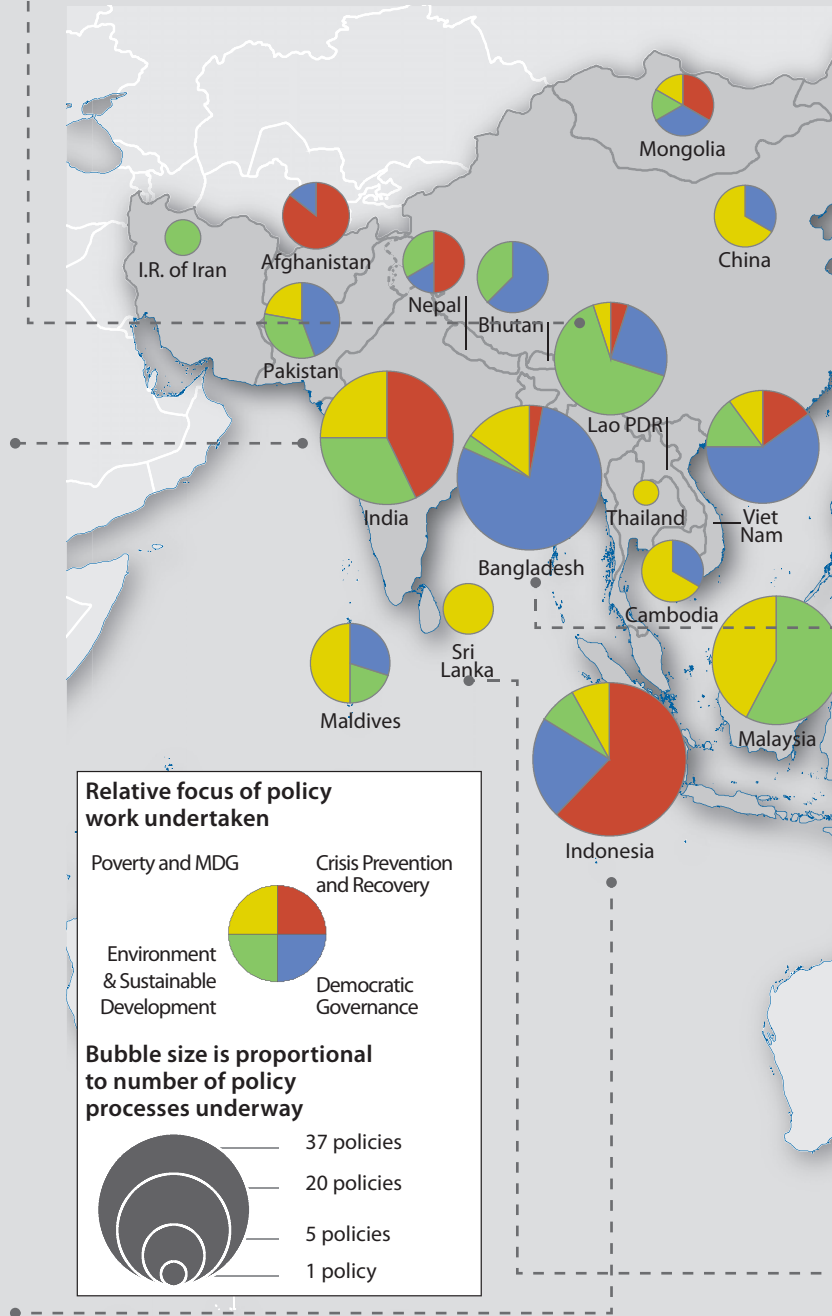 Mongolia
China
I.R. of Iran
Afghanistan
Nepal
Bhutan
Pakistan
Lao PDR
India
Thailand
Viet
Nam
Bangladesh
Cambodia
Sri
Lanka
Maldives
Malaysia
Indonesia
Relative focus of policy
work undertaken
Poverty and MDG
Crisis Prevention
and Recovery
Environment
& Sustainable
Development
Democratic
Governance
Bubble size is proportional
to number of policy
processes underway
37 policies
20 policies
5 policies
1 policy